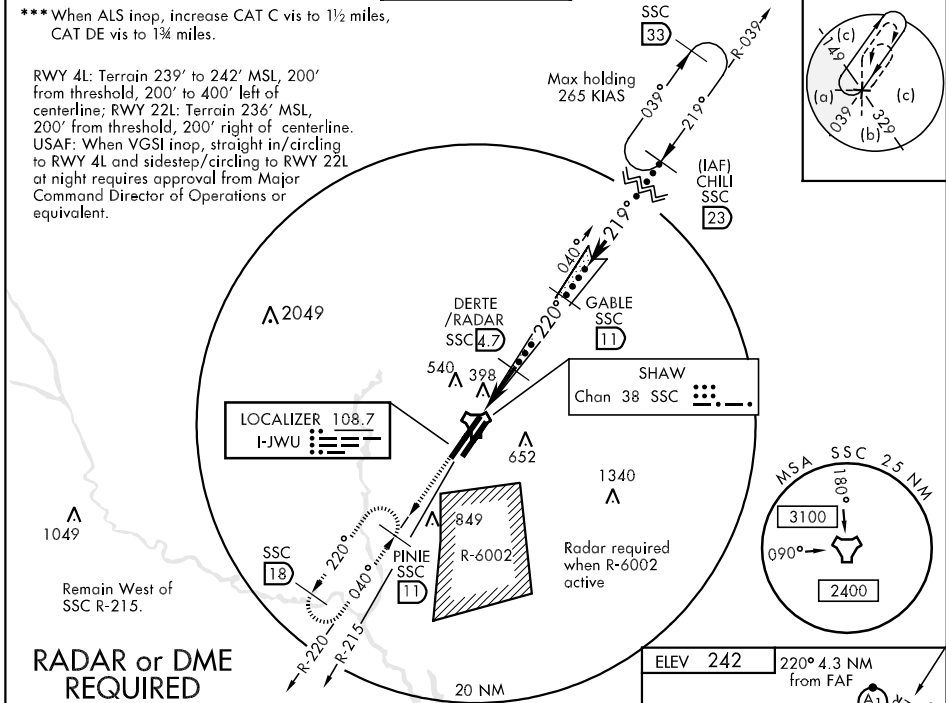 *** When ALS inop, increase CAT C vis to 1½ miles,
CAT DE vis to 1¾ miles.
RWY 4L: Terrain 239' to 242' MSL, 200'
from threshold, 200' to 400' left of
centerline; RWY 22L: Terrain 236' MSL,
200' from threshold, 200' right of centerline.
USAF: When VGSI inop, straight in/circling
to RWY 4L and sidestep/circling to RWY 22L
at night requires approval from Major
Command Director of Operations or
equivalent.
SSC
33
R-039
Max holding
265 KIAS
039°
219°
(IAF)
CHILI
SSC
23
(c)
149
(a)
(c)
039
329
(b)
219°
040°
220°
GABLE
SSC
11
DERTE
/RADAR
SSC 4.7
2049
540
398
SHAW
Chan 38 SSC
LOCALIZER 108.7
I-JWU
652
1340
849
R-6002
1049
SSC
18
220°
040°
PINIE
SSC
11
Radar required
when R-6002
active
Remain West of
SSC R-215.
R-220
R-215
RADAR or DME
REQUIRED
20 NM
MSA SSC 25 NM
180°
3100
090°
2400
ELEV 242
220° 4.3 NM
from FAF
A1